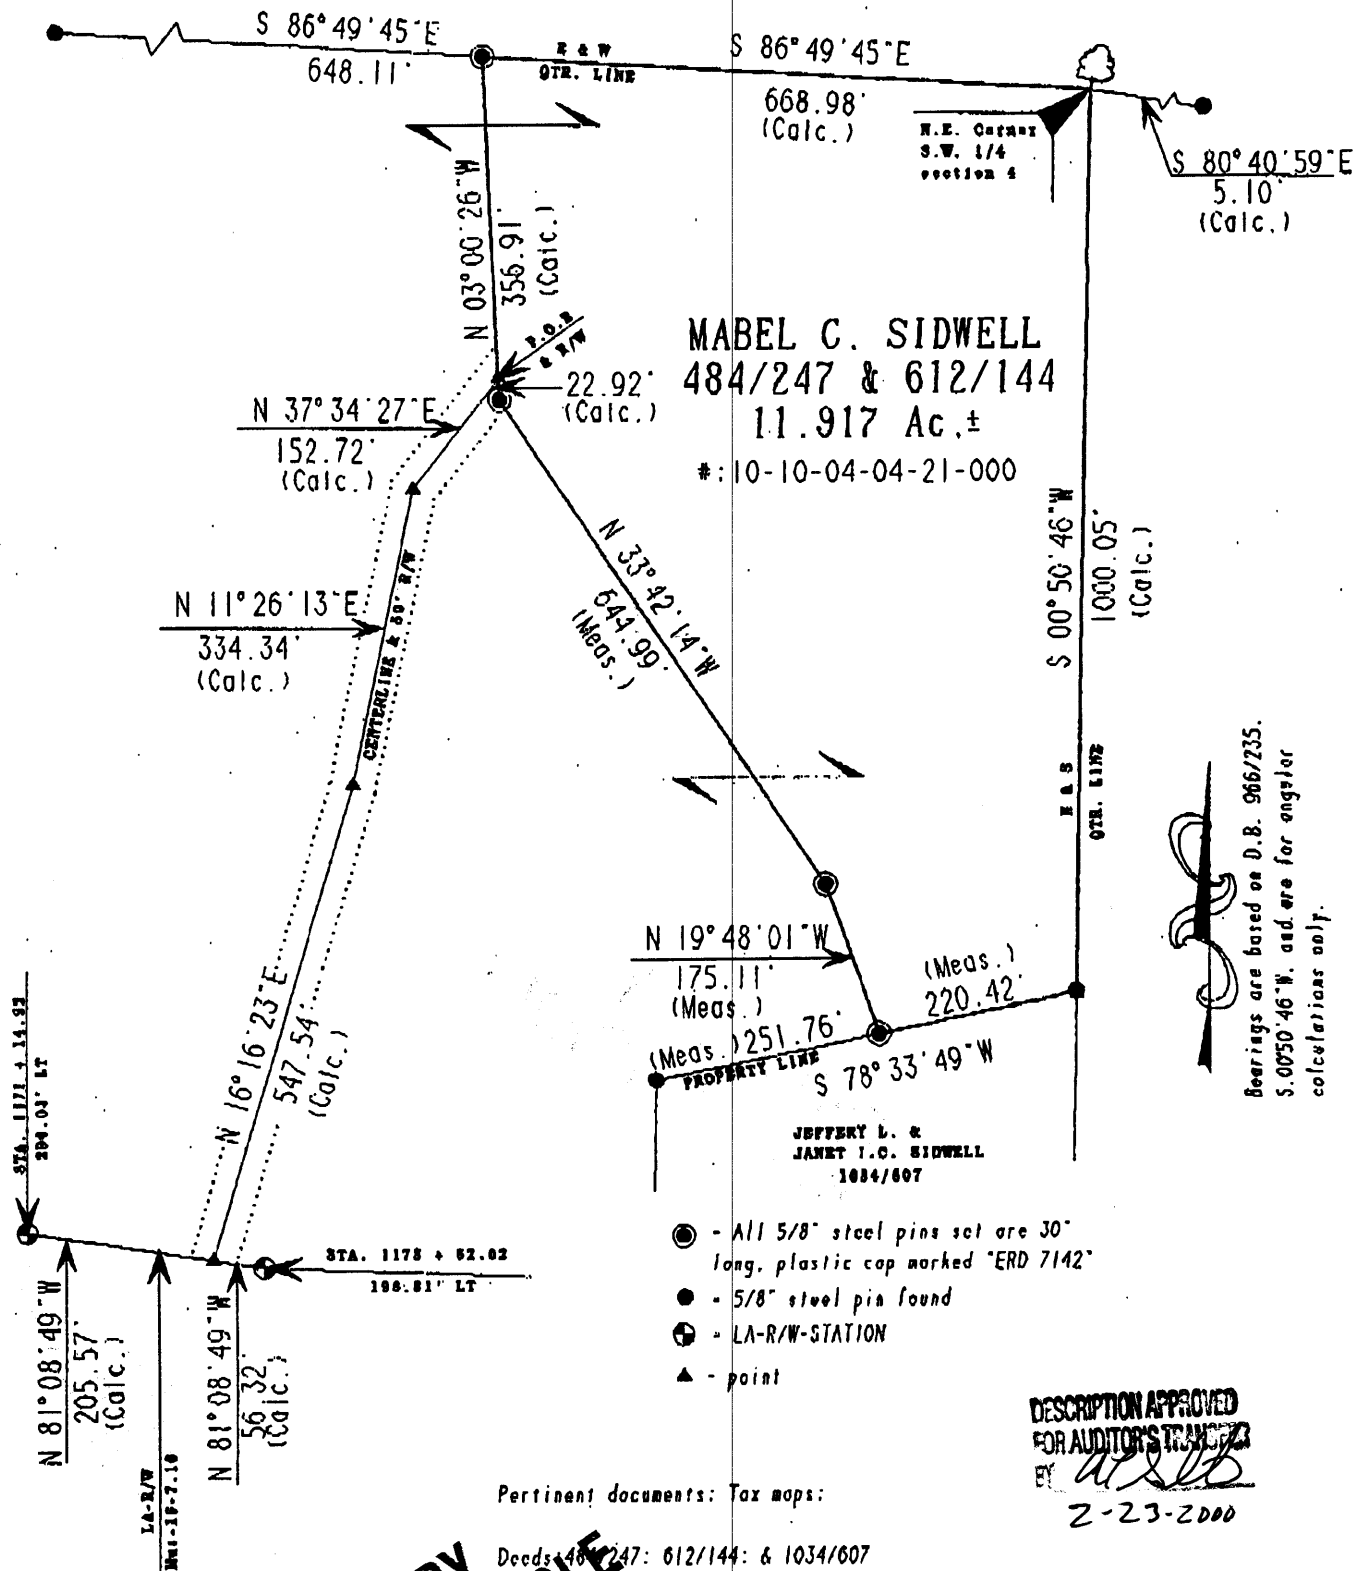 S 86°49'45"E
648.11'
E & W
QTR. LINE
S 86°49'45"E
668.98'
(Calc.)
N.E. Corner
S.W. 1/4
section 4
S 80°40'59"E
5.10'
(Calc.)
N 03°00'26"W
356.91'
(Calc.)
P.O.B
& R/W
22.92'
(Calc.)
MABEL C. SIDWELL
484/247 & 612/144
11.917 Ac.±
#:10-10-04-04-21-000
N 37°34'27"E
152.72'
(Calc.)
N 11°26'13"E
334.34'
(Calc.)
CENTERLINE & 50' R/W
N 33°42'14"W
644.99'
(Meas.)
S 00°50'46"W
1000.05'
(Calc.)
N & S
QTR. LINE
Bearings are based on D.B. 966/235.
S.00°50'46"W. and are for angular
calculations only.
N 19°48'01"W
175.11'
(Meas.)
(Meas.)
220.42'
(Meas.) 251.76'
PROPERTY LINE
S 78°33'49"W
JEFFERY L. &
JANET I.C. SIDWELL
1034/607
N 16°16'23"E
547.54'
(Calc.)
STA.
LT
STA. 1178 + 52.02
198.81' LT
N 81°08'49"W
205.57'
(Calc.)
LA-R/W
N 81°08'49"W
56.32'
(Calc.)
- All 5/8" steel pins set are 30"
long, plastic cap marked "ERD 7142"
- 5/8" steel pin found
- LA-R/W-STATION
- point
DESCRIPTION APPROVED
FOR AUDITOR'S TRANSFER
BY
2-23-2000
Pertinent documents: Tax maps:
Deeds:484/247: 612/144: & 1034/607